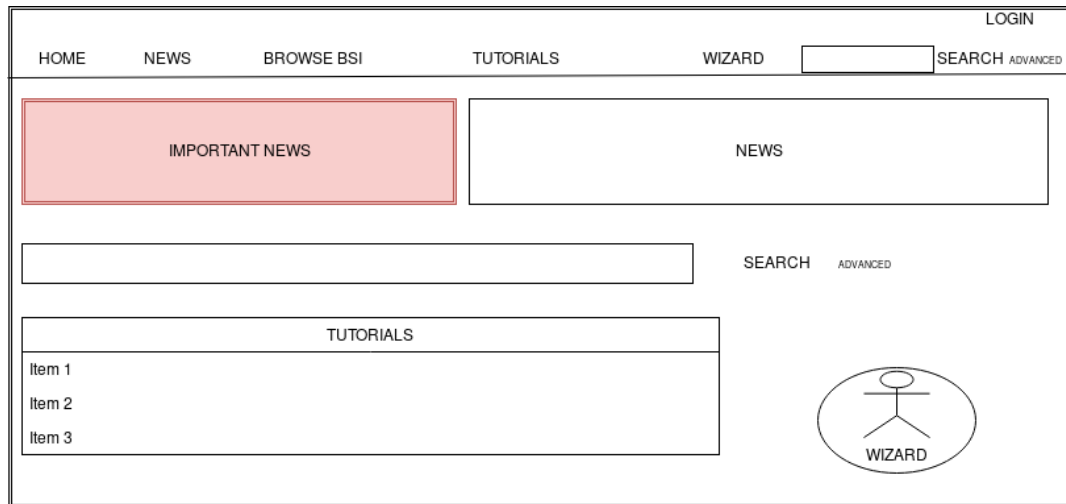 LOGIN
HOME NEWS BROWSE BSI TUTORIALS WIZARD SEARCH ADVANCED
IMPORTANT NEWS
NEWS
SEARCH ADVANCED
TUTORIALS
Item 1
Item 2
Item 3
WIZARD